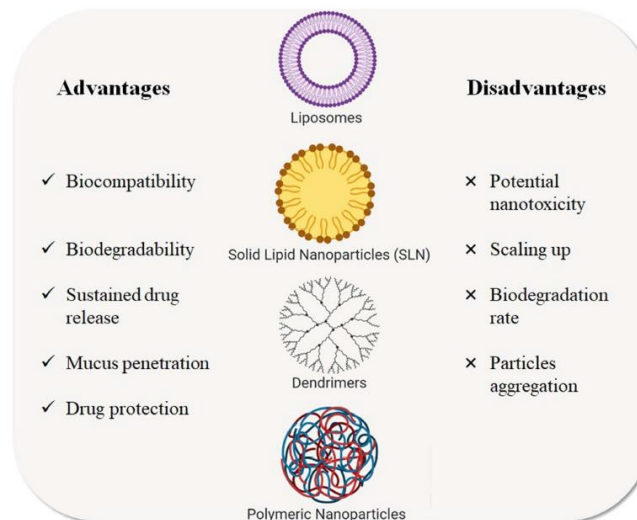 Advantages
✓ Biocompatibility
✓ Biodegradability
✓ Sustained drug
release
✓ Mucus penetration
✓ Drug protection
Liposomes
Solid Lipid Nanoparticles (SLN)
Dendrimers
Polymeric Nanoparticles
Disadvantages
× Potential
nanotoxicity
× Scaling up
× Biodegradation
rate
× Particles
aggregation